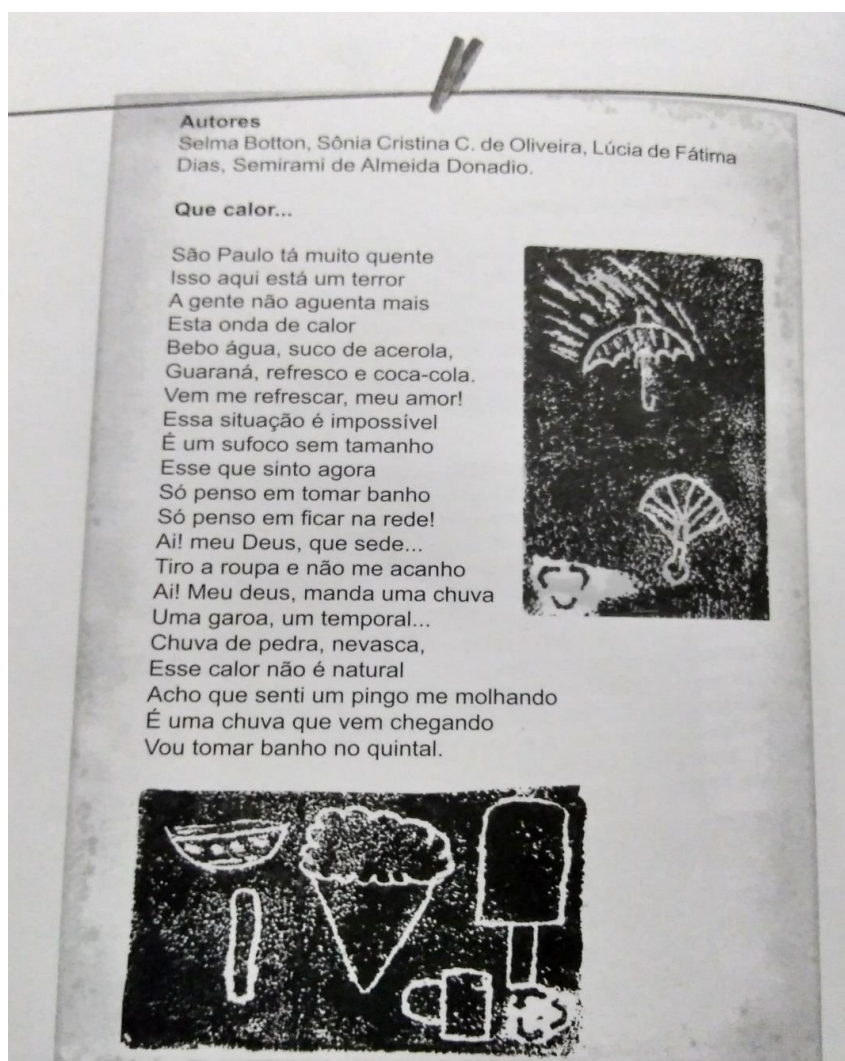 Autores
Selma Botton, Sônia Cristina C. de Oliveira, Lúcia de Fátima
Dias, Semirami de Almeida Donadio.
Que calor...
São Paulo tá muito quente
Isso aqui está um terror
A gente não aguenta mais
Esta onda de calor
Bebo água, suco de acerola,
Guaraná, refresco e coca-cola.
Vem me refrescar, meu amor!
Essa situação é impossível
É um sufoco sem tamanho
Esse que sinto agora
Só penso em tomar banho
Só penso em ficar na rede!
Ai! meu Deus, que sede...
Tiro a roupa e não me acanho
Ai! Meu deus, manda uma chuva
Uma garoa, um temporal...
Chuva de pedra, nevasca,
Esse calor não é natural
Acho que senti um pingo me molhando
É uma chuva que vem chegando
Vou tomar banho no quintal.